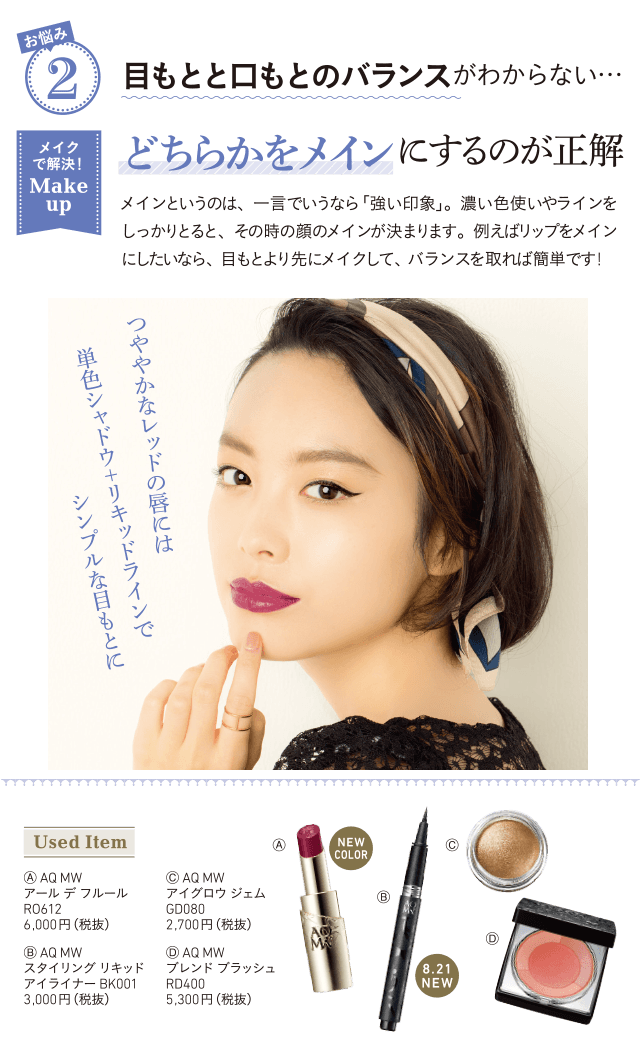 お悩み
2
目もとと口もとのバランスがわからない…
メイク
で解決!
Make
up
どちらかをメインにするのが正解
メインというのは、一言でいうなら「強い印象」。濃い色使いやラインを
しっかりとると、その時の顔のメインが決まります。例えばリップをメイン
にしたいなら、目もとより先にメイクして、バランスを取れば簡単です!
つややかなレッドの唇には
単色シャドウ+リキッドラインで
シンプルな目もとに
Used Item
Ⓐ AQ MW
アール デ フルール
RO612
6,000円(税抜)
Ⓑ AQ MW
スタイリング リキッド
アイライナー BK001
3,000円(税抜)
Ⓒ AQ MW
アイグロウ ジェム
GD080
2,700円(税抜)
Ⓓ AQ MW
ブレンド ブラッシュ
RD400
5,300円(税抜)
Ⓐ
NEW
COLOR
AQ
MW
Ⓑ
AQ
MW
8.21
NEW
Ⓒ
Ⓓ